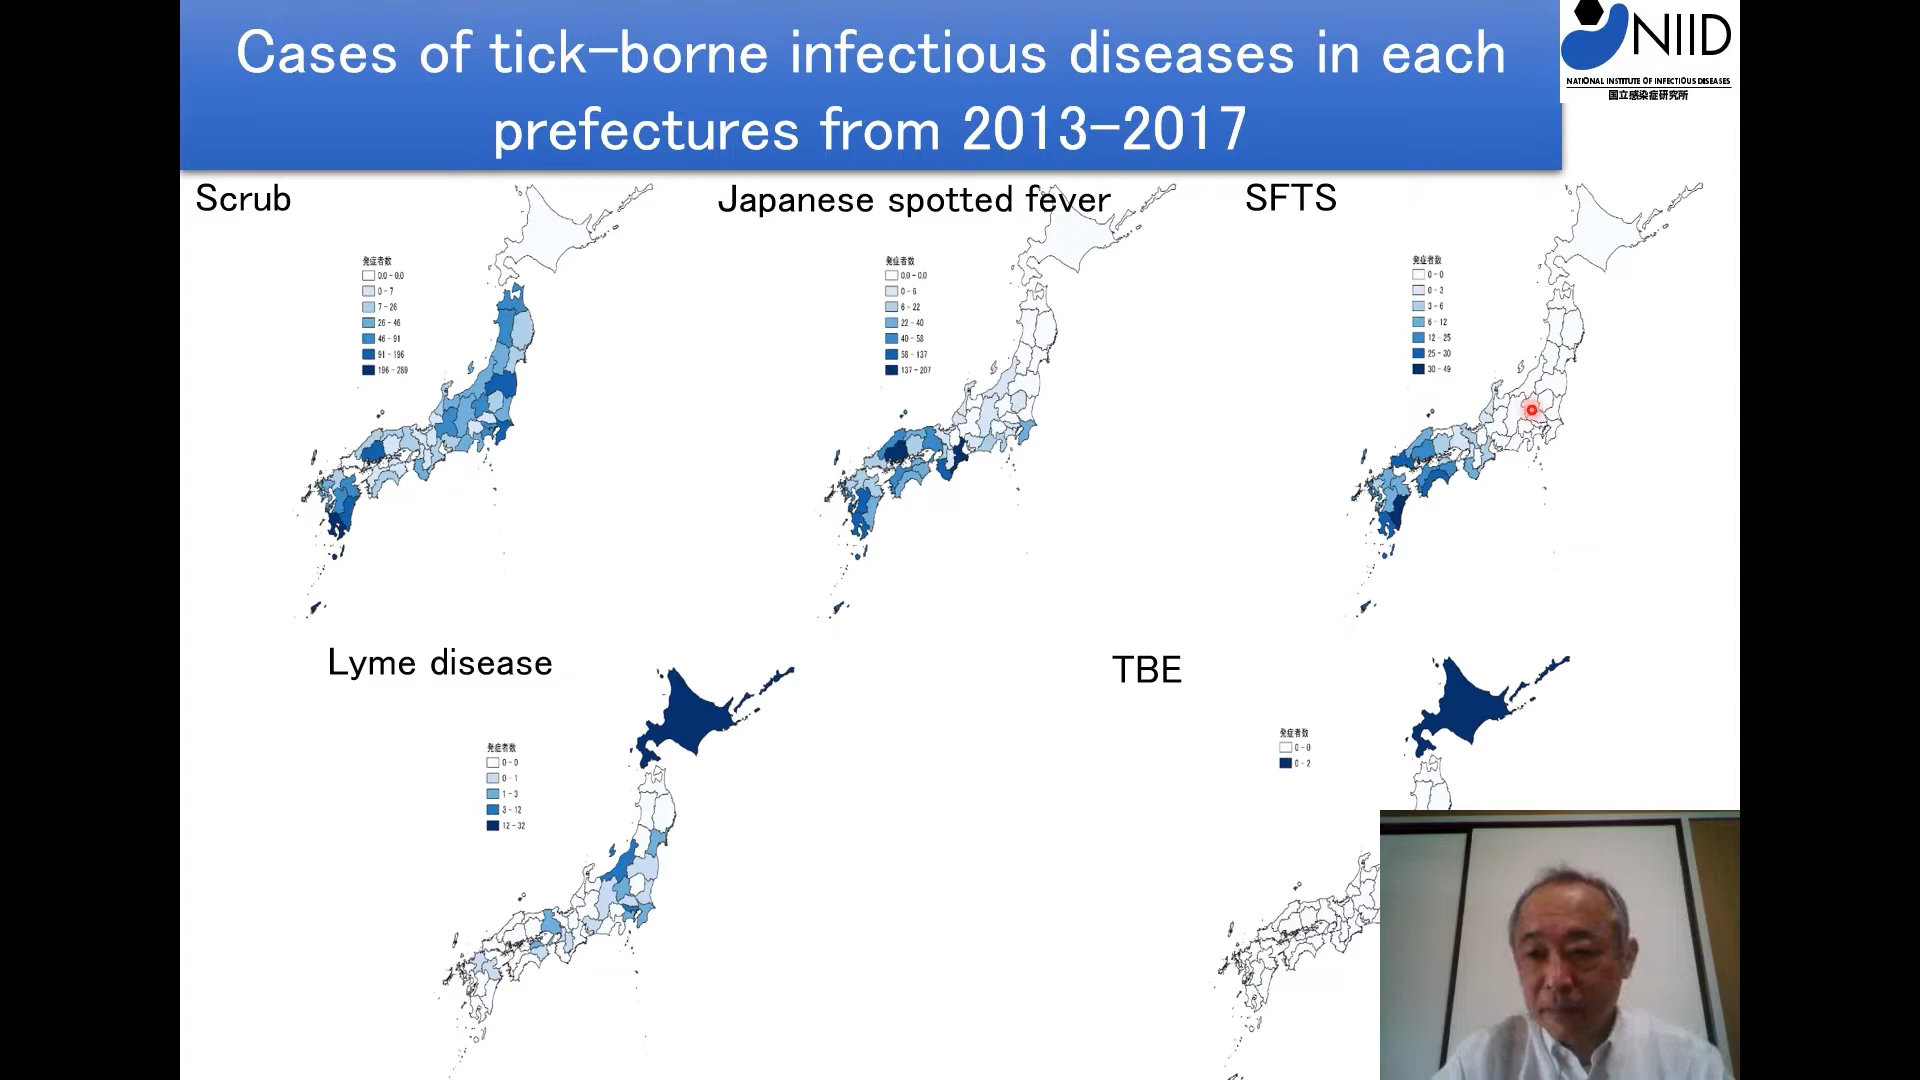 Cases of tick-borne infectious diseases in each
prefectures from 2013-2017
NIID
NATIONAL INSTITUTE OF INFECTIOUS DISEASES
国立感染症研究所
Scrub
発症者数
0.0 - 0.0
0 - 7
7 - 26
26 - 46
46 - 91
91 - 196
196 - 289
Japanese spotted fever
発症者数
0.0 - 0.0
0 - 6
6 - 22
22 - 40
40 - 58
58 - 137
137 - 207
SFTS
発症者数
0 - 0
0 - 3
3 - 6
6 - 12
12 - 25
25 - 30
30 - 49
Lyme disease
発症者数
0 - 0
0 - 1
1 - 3
3 - 12
12 - 32
TBE
発症者数
0 - 0
0 - 2